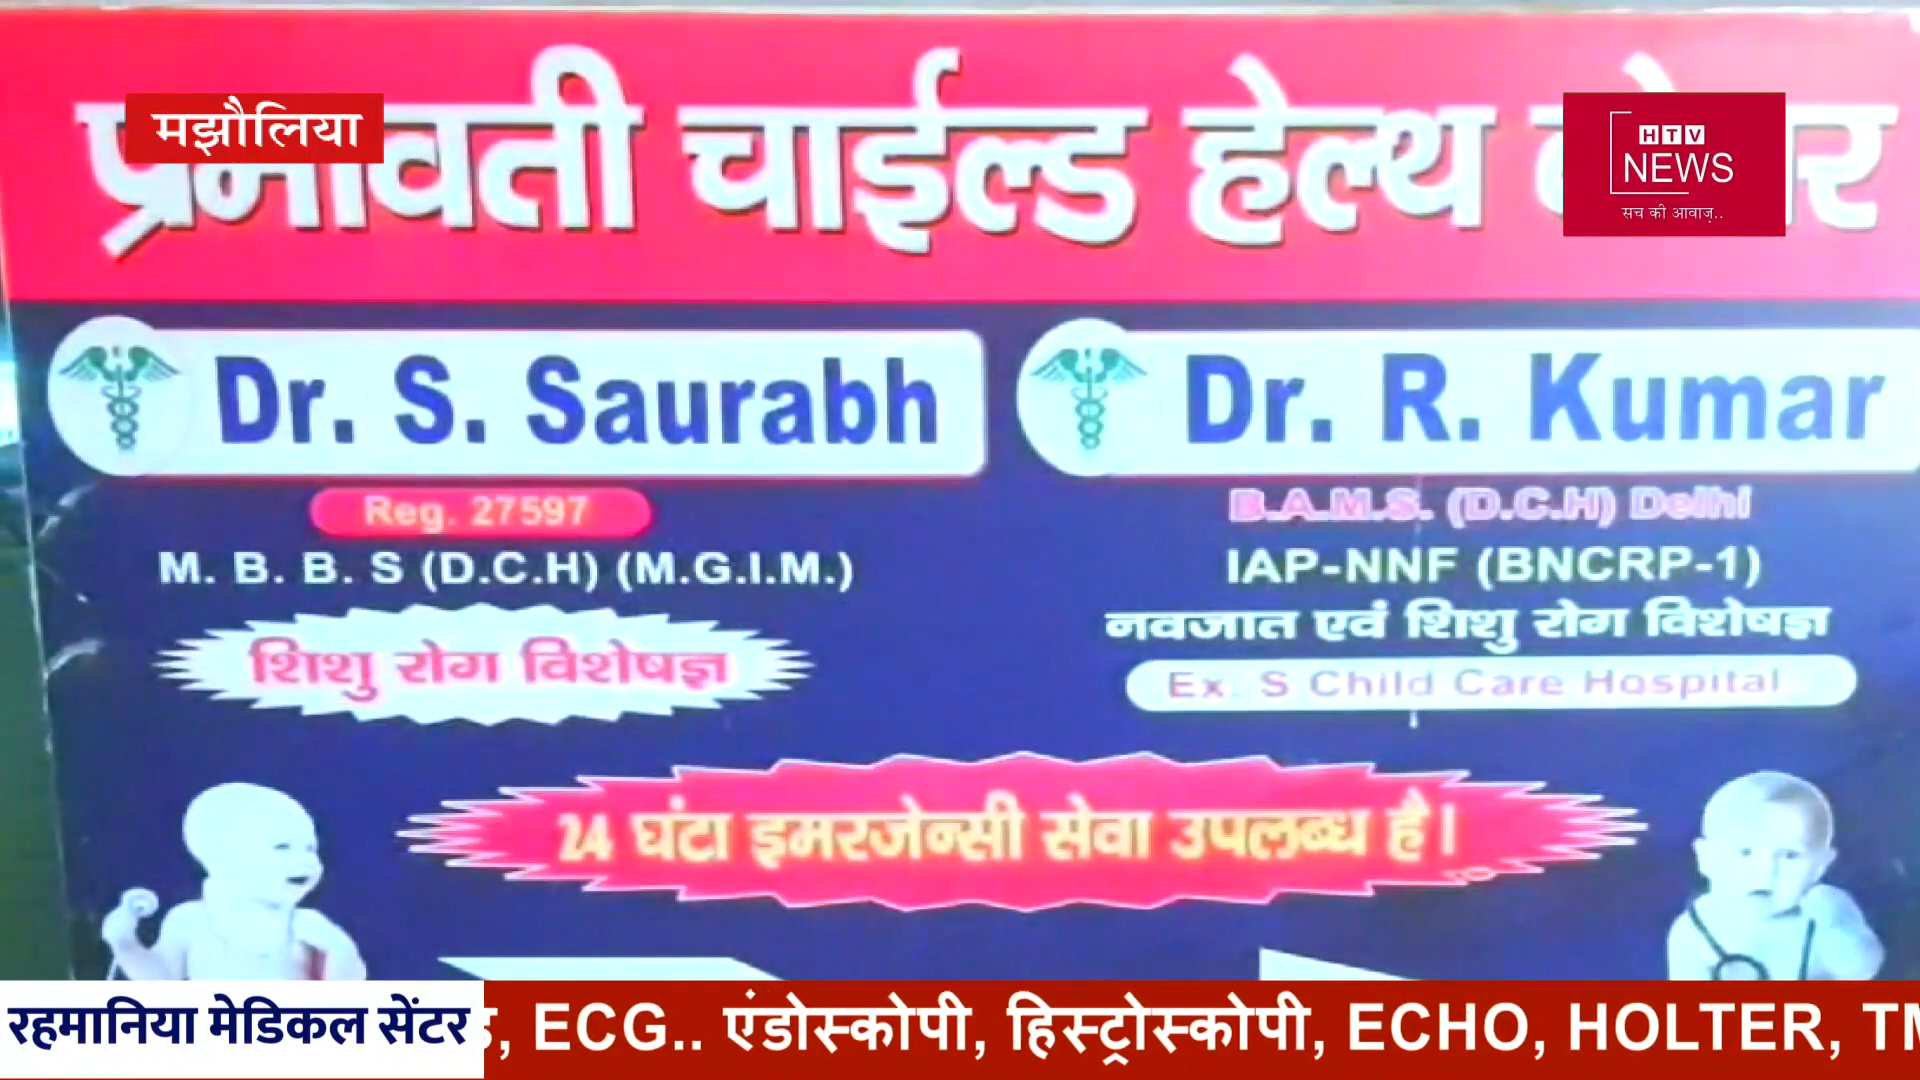 चाईल्ड हेल्थ
मझौलिया
HTV
NEWS
सच की आवाज़..
Dr. S. Saurabh
Dr. R. Kumar
Reg. 27597
B.A.M.S. (D.C.H) Delhi
M. B. B. S (D.C.H) (M.G.I.M.)
IAP-NNF (BNCRP-1)
नवजात एवं शिशु रोग विशेषज्ञ
शिशु रोग विशेषज्ञ
Ex. S Child Care Hospital
24 घंटा इमरजेन्सी सेवा उपलब्ध है।
रहमानिया मेडिकल सेंटर
, ECG.. एंडोस्कोपी, हिस्ट्रोस्कोपी, ECHO, HOLTER,